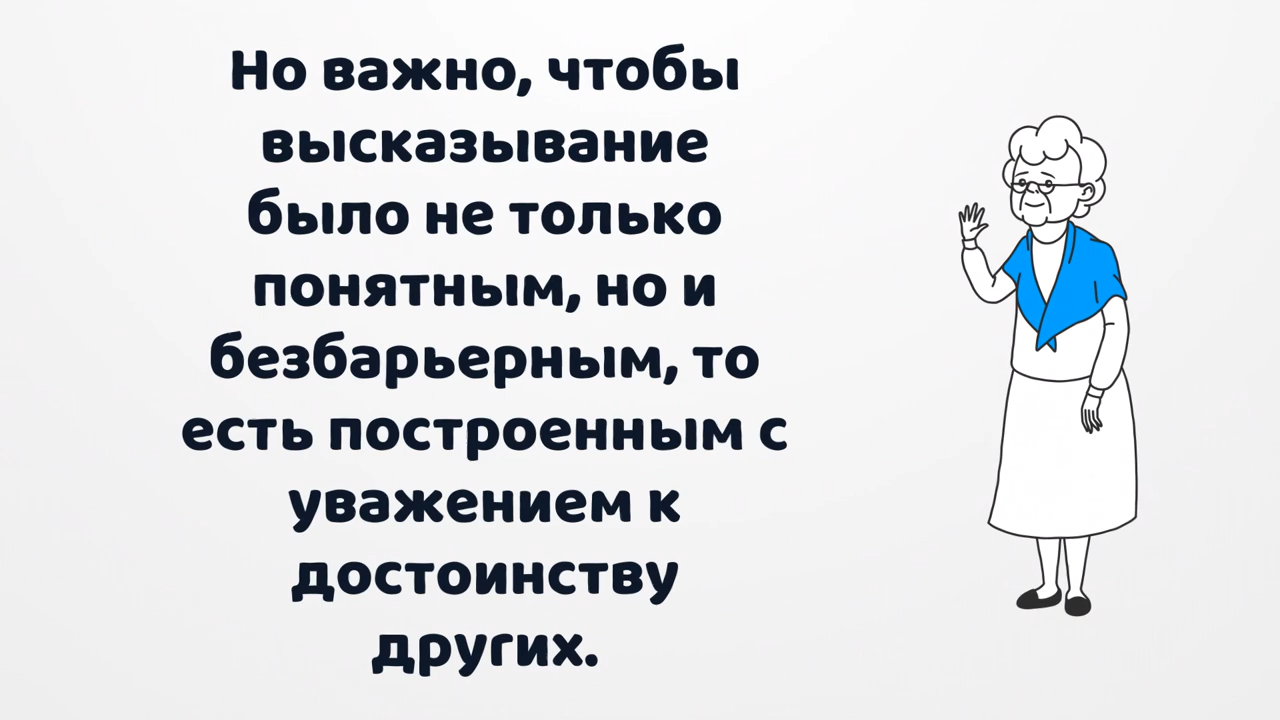 Но важно, чтобы
высказывание
было не только
понятным, но и
безбарьерным, то
есть построенным с
уважением к
достоинству
других.